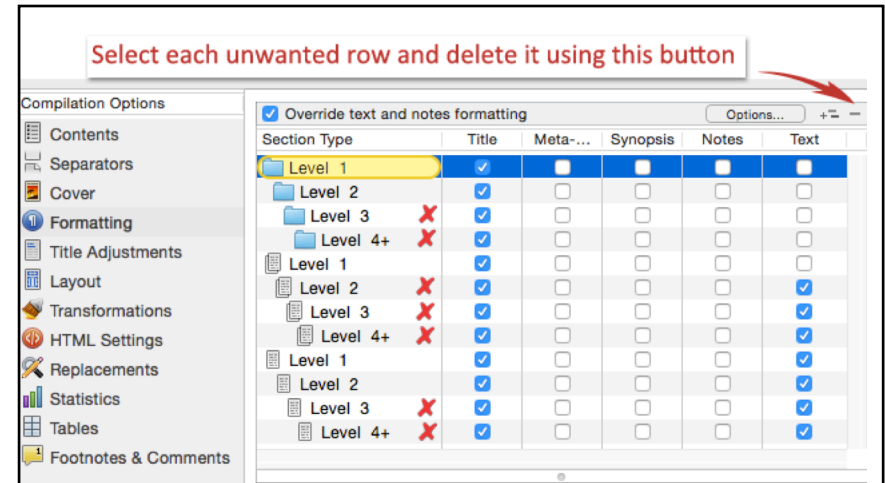 Select each unwanted row and delete it using this button
Compilation Options
Contents
Separators
Cover
Formatting
Title Adjustments
Layout
Transformations
HTML Settings
Replacements
Statistics
Tables
Footnotes & Comments
Override text and notes formatting Options...
Section Type Title Meta-... Synopsis Notes Text
Level 1
Level 2
Level 3
Level 4+
Level 1
Level 2
Level 3
Level 4+
Level 1
Level 2
Level 3
Level 4+